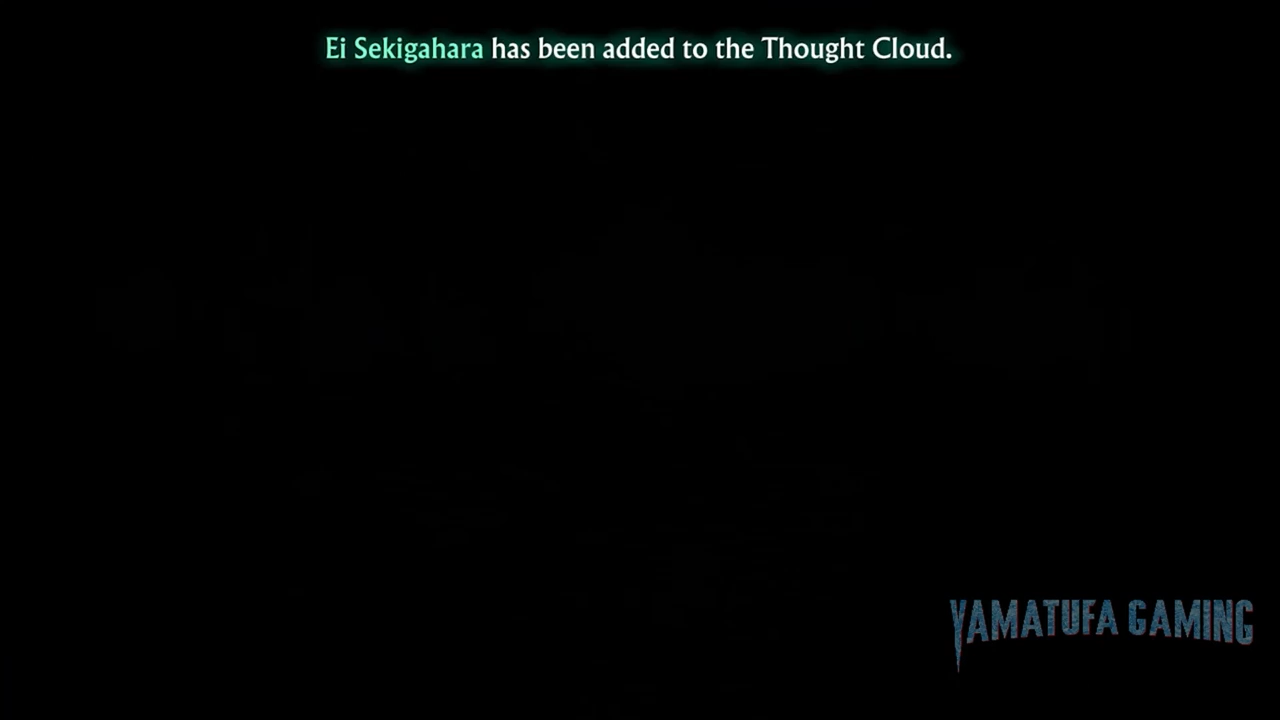 Ei Sekigahara has been added to the Thought Cloud.
YAMATUFA GAMING